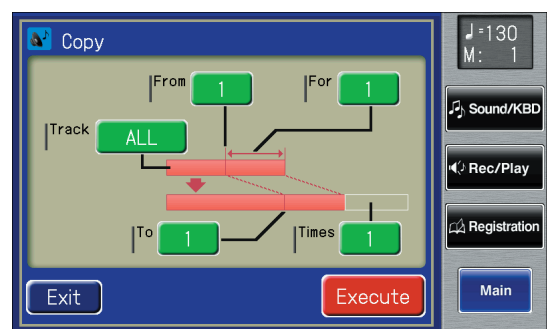 Copy
♩=130
M: 1
From 1
For 1
Track ALL
To 1
Times 1
Exit
Execute
Sound/KBD
Rec/Play
Registration
Main